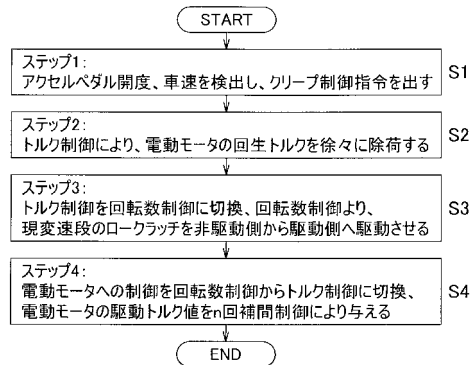 START
ステップ1:
アクセルペダル開度、車速を検出し、クリープ制御指令を出す
S1
ステップ2:
トルク制御により、電動モータの回生トルクを徐々に除荷する
S2
ステップ3:
トルク制御を回転数制御に切換、回転数制御より、
現変速段のロークラッチを非駆動側から駆動側へ駆動させる
S3
ステップ4:
電動モータへの制御を回転数制御からトルク制御に切換、
電動モータの駆動トルク値をn回補間制御により与える
S4
END